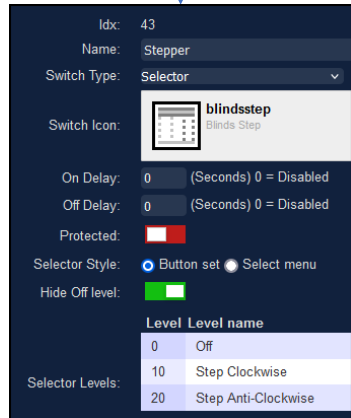 Idx: 43
Name: Stepper
Switch Type: Selector
Switch Icon: blindsstep
Blinds Step
On Delay: 0 (Seconds) 0 = Disabled
Off Delay: 0 (Seconds) 0 = Disabled
Protected:
Selector Style: Button set Select menu
Hide Off level:
Level Level name
0 Off
Selector Levels: 10 Step Clockwise
20 Step Anti-Clockwise